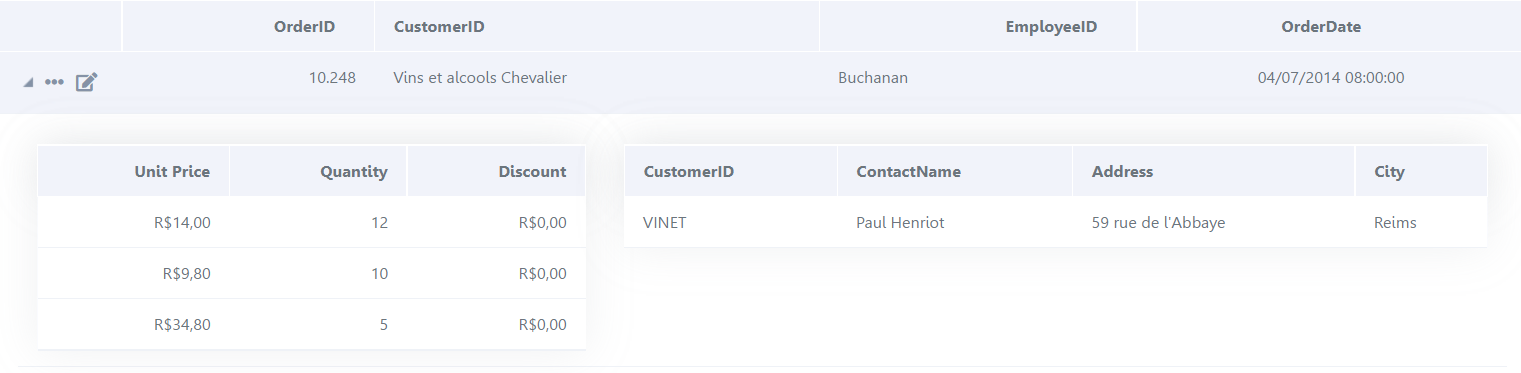 OrderID CustomerID EmployeeID OrderDate
10.248 Vins et alcools Chevalier Buchanan 04/07/2014 08:00:00
Unit Price Quantity Discount
R$14,00 12 R$0,00
R$9,80 10 R$0,00
R$34,80 5 R$0,00
CustomerID ContactName Address City
VINET Paul Henriot 59 rue de l'Abbaye Reims